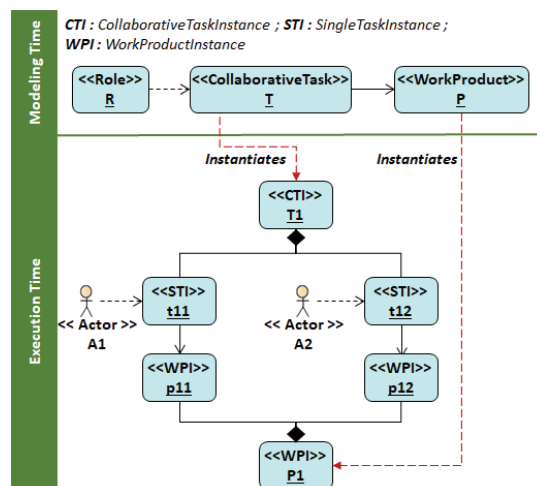 CTI : CollaborativeTaskInstance ; STI : SingleTaskInstance ;
WPI : WorkProductInstance
Modeling Time
<<Role>>
R
<<CollaborativeTask>>
T
<<WorkProduct>>
P
Instantiates
Instantiates
Execution Time
<<CTI>>
T1
<<STI>>
t11
<<STI>>
t12
<< Actor >>
A1
<< Actor >>
A2
<<WPI>>
p11
<<WPI>>
p12
<<WPI>>
P1